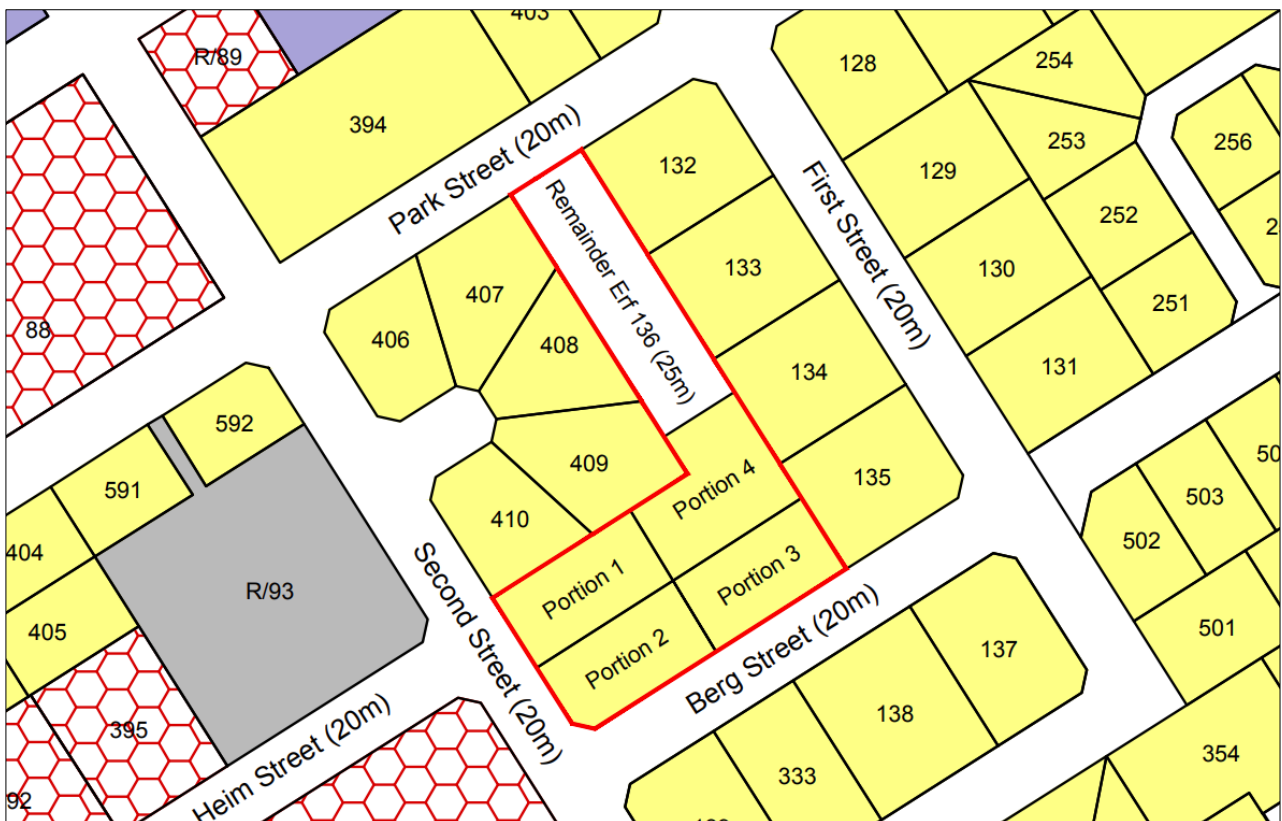 403
R/89
128
254
394
Park Street (20m)
253
256
132
129
First Street (20m)
Remainder Erf 136 (25m)
252
133
130
407
251
88
406
408
134
131
592
409
135
591
Portion 4
503
410
502
404
Second Street (20m)
Portion 1
Portion 3
R/93
405
Portion 2
501
Berg Street (20m)
137
138
395
Heim Street (20m)
354
333